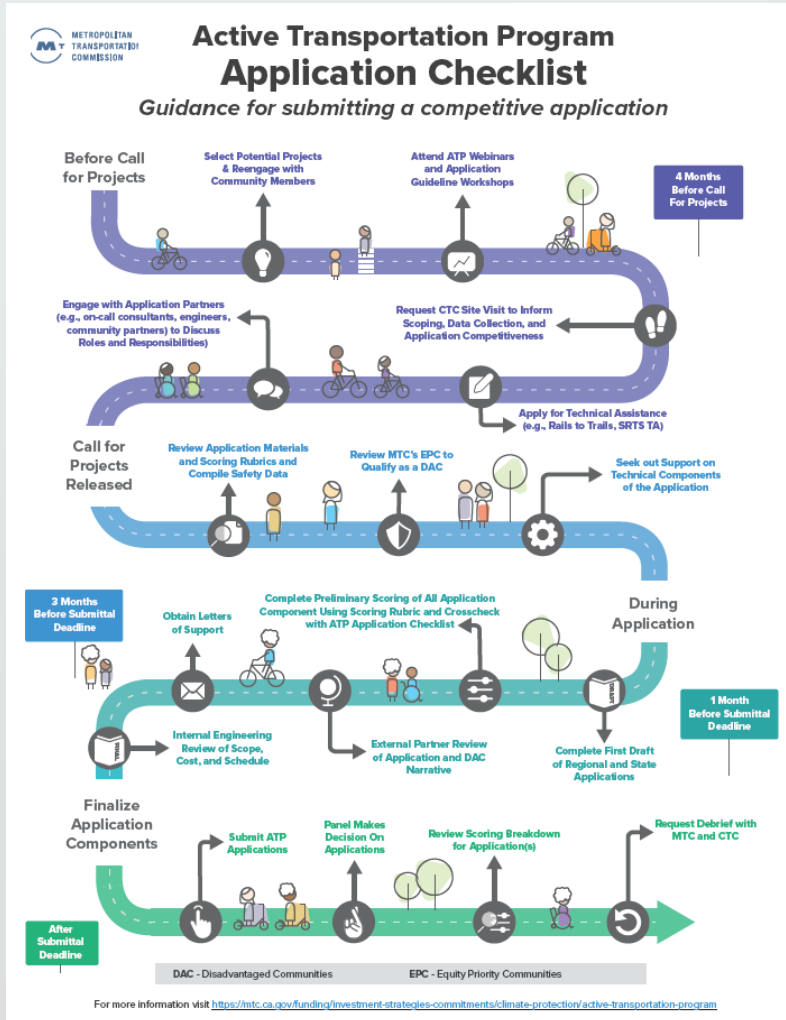 METROPOLITAN
TRANSPORTATION
COMMISSION
Active Transportation Program
Application Checklist
Guidance for submitting a competitive application
Before Call
for Projects
Select Potential Projects
& Reengage with
Community Members
Attend ATP Webinars
and Application
Guideline Workshops
4 Months
Before Call
For Projects
Engage with Application Partners
(e.g., on-call consultants, engineers,
community partners) to Discuss
Roles and Responsibilities)
Request CTC Site Visit to Inform
Scoping, Data Collection, and
Application Competitiveness
Apply for Technical Assistance
(e.g., Rails to Trails, SRTS TA)
Call for
Projects
Released
Review Application Materials
and Scoring Rubrics and
Compile Safety Data
Review MTC's EPC to
Qualify as a DAC
Seek out Support on
Technical Components
of the Application
3 Months
Before Submittal
Deadline
Obtain Letters
of Support
Complete Preliminary Scoring of All Application
Component Using Scoring Rubric and Crosscheck
with ATP Application Checklist
During
Application
DRAFT
1 Month
Before Submittal
Deadline
FINAL
Internal Engineering
Review of Scope,
Cost, and Schedule
External Partner Review
of Application and DAC
Narrative
Complete First Draft
of Regional and State
Applications
Finalize
Application
Components
Submit ATP
Applications
Panel Makes
Decision On
Applications
Review Scoring Breakdown
for Application(s)
Request Debrief with
MTC and CTC
After
Submittal
Deadline
DAC - Disadvantaged Communities
EPC - Equity Priority Communities
For more information visit https://mtc.ca.gov/funding/investment-strategies-commitments/climate-protection/active-transportation-program